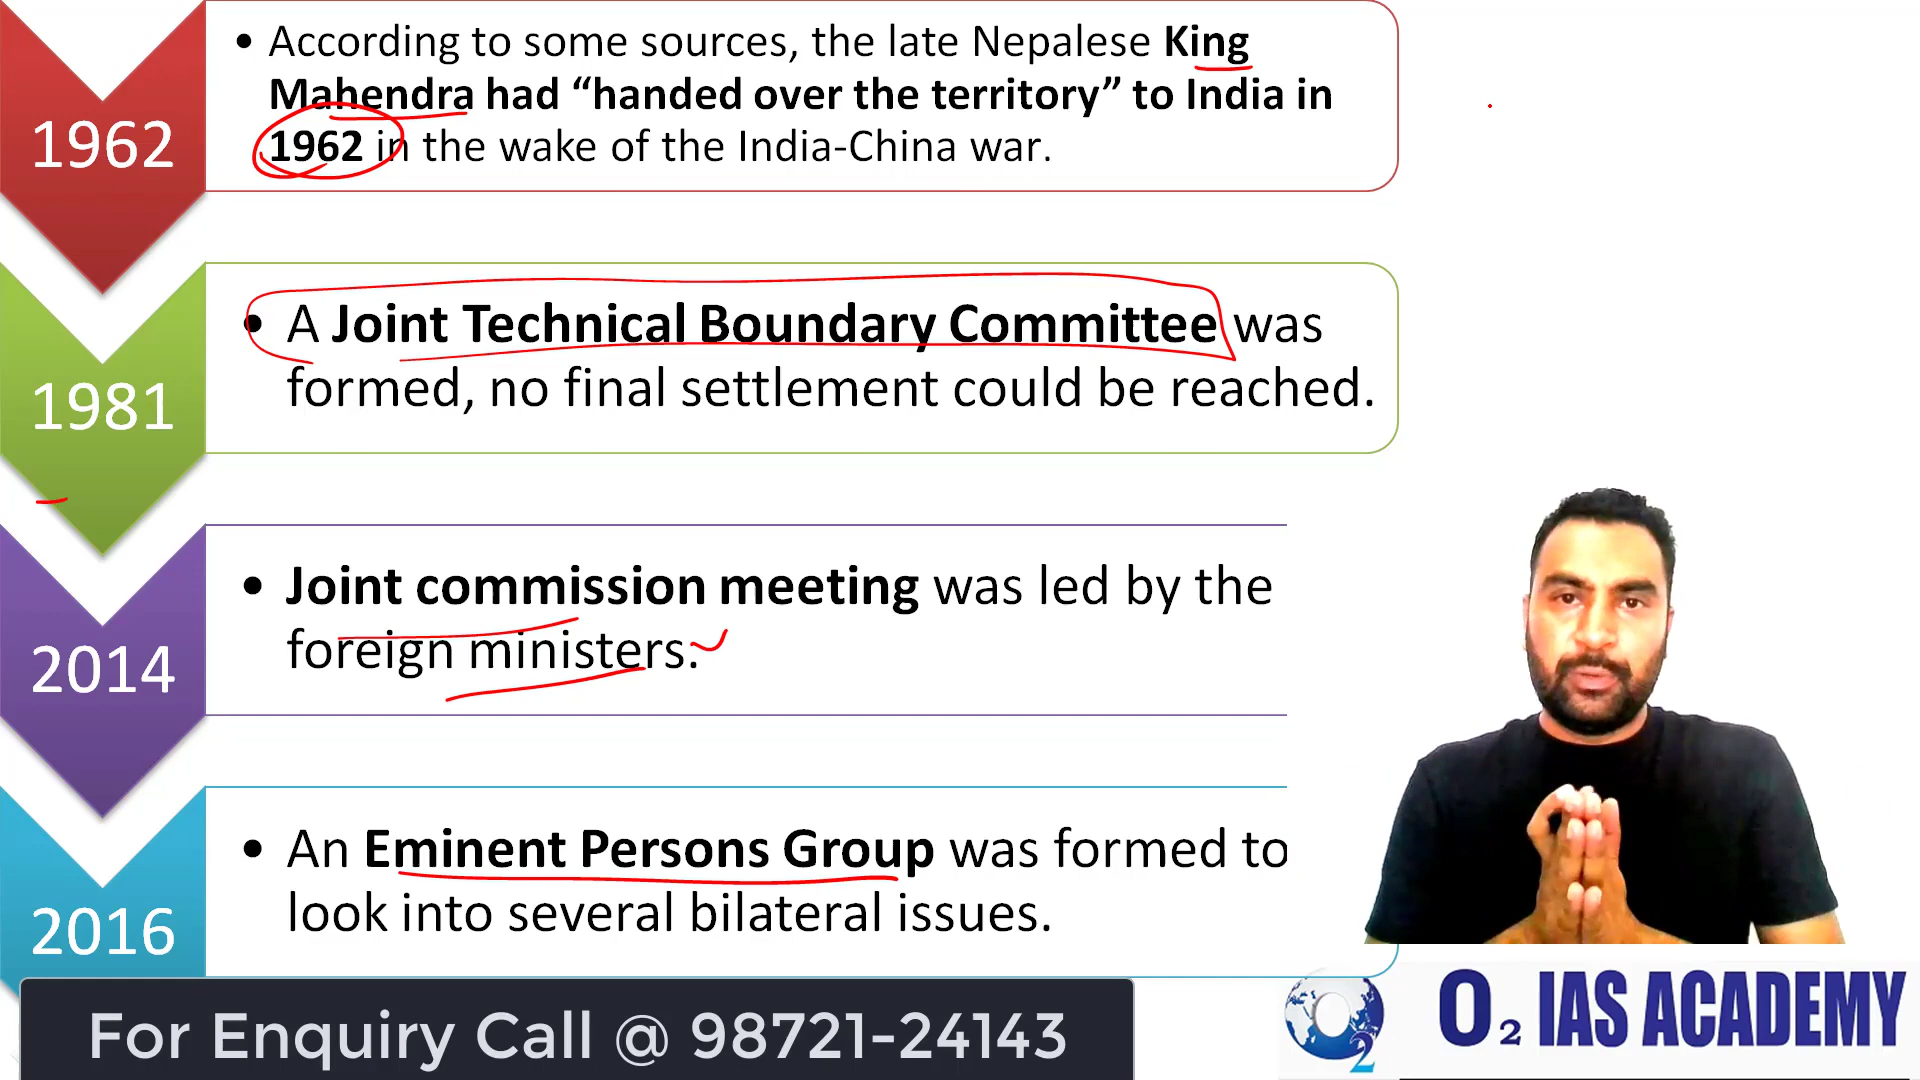 1962
• According to some sources, the late Nepalese King
Mahendra had “handed over the territory” to India in
1962 in the wake of the India-China war.
1981
• A Joint Technical Boundary Committee was
formed, no final settlement could be reached.
2014
• Joint commission meeting was led by the
foreign ministers.
2016
• An Eminent Persons Group was formed to
look into several bilateral issues.
For Enquiry Call @ 98721-24143
O2
O2 IAS ACADEMY